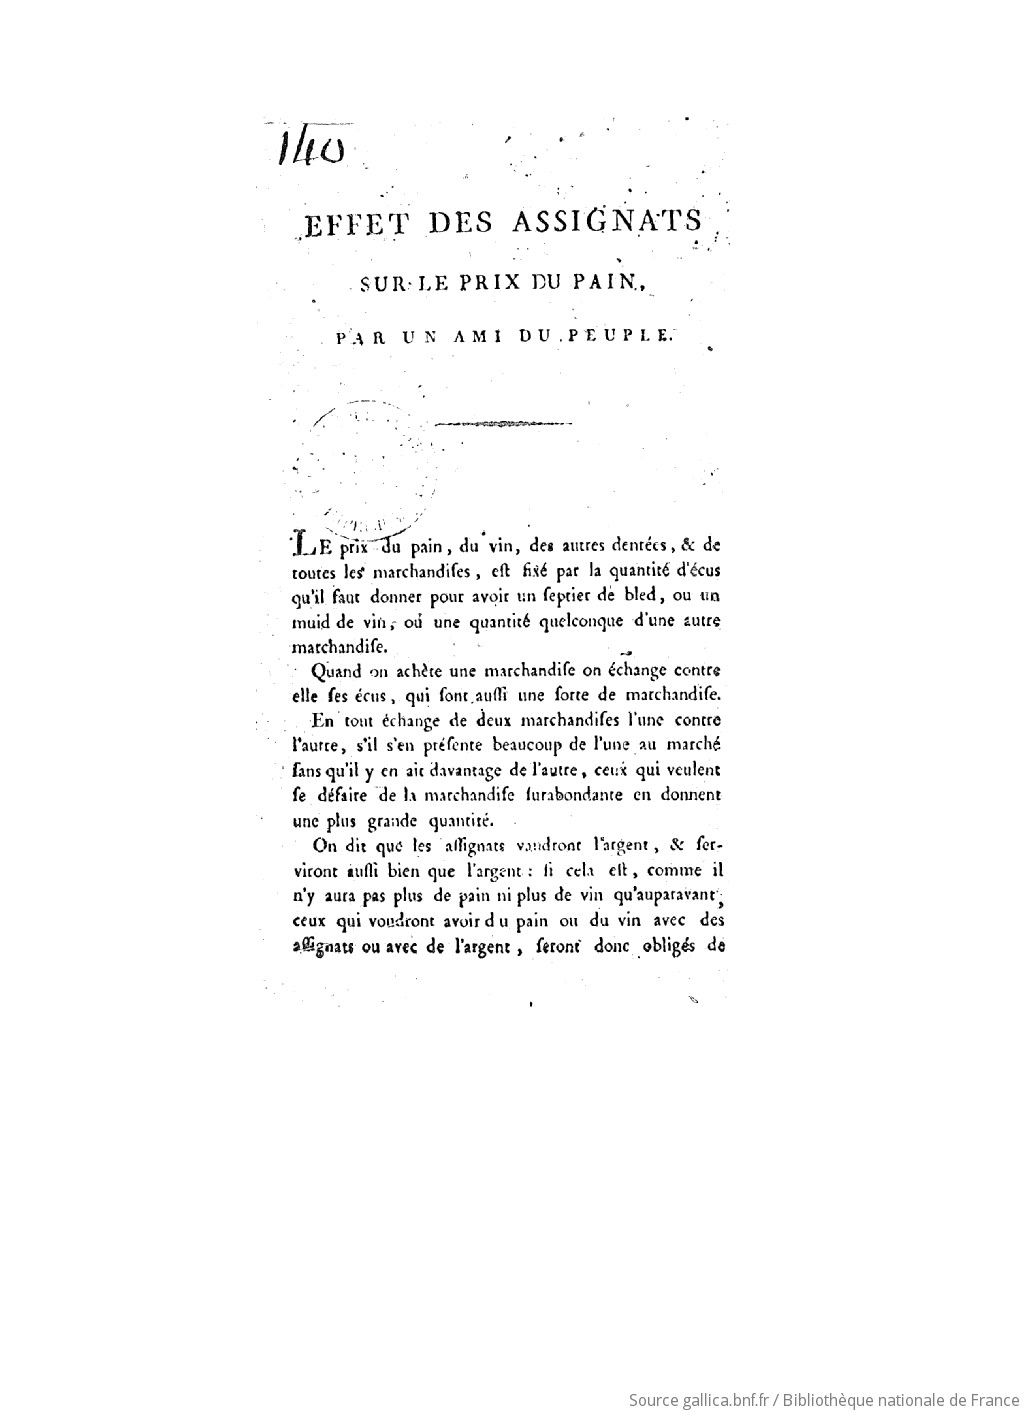 140
EFFET DES ASSIGNATS
SUR LE PRIX DU PAIN,
PAR UN AMI DU PEUPLE.
LE prix du pain, du vin, des autres denrées, & de
toutes les marchandiſes, eſt fixé par la quantité d'écus
qu'il faut donner pour avoir un ſeptier de bled, ou un
muid de vin, ou une quantité quelconque d'une autre
marchandiſe.
Quand on achète une marchandiſe on échange contre
elle ſes écus, qui ſont auſſi une ſorte de marchandiſe.
En tout échange de deux marchandiſes l'une contre
l'autre, s'il s'en préſente beaucoup de l'une au marché
ſans qu'il y en ait davantage de l'autre, ceux qui veulent
ſe défaire de la marchandiſe ſurabondante en donnent
une plus grande quantité.
On dit que les aſſignats vaudront l'argent, & ſer-
viront auſſi bien que l'argent : ſi cela eſt, comme il
n'y aura pas plus de pain ni plus de vin qu'auparavant,
ceux qui voudront avoir du pain ou du vin avec des
aſſignats ou avec de l'argent, ſeront donc obligés de
Source gallica.bnf.fr / Bibliothèque nationale de France